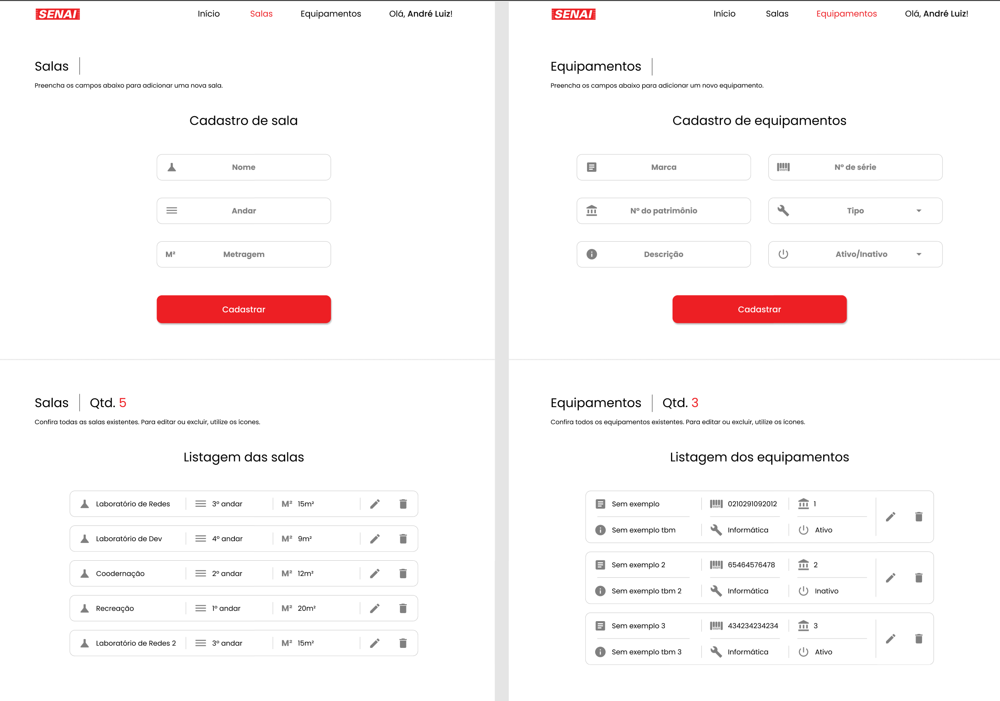 SENAI Início Salas Equipamentos Olá, André Luiz!
Salas
Preencha os campos abaixo para adicionar uma nova sala.
Cadastro de sala
Nome
Andar
M² Metragem
Cadastrar
Salas Qtd. 5
Confira todas as salas existentes. Para editar ou excluir, utilize os ícones.
Listagem das salas
Laboratório de Redes 3º andar M² 15m²
Laboratório de Dev 4º andar M² 9m²
Coodernação 2º andar M² 12m²
Recreação 1º andar M² 20m²
Laboratório de Redes 2 3º andar M² 15m²
SENAI Início Salas Equipamentos Olá, André Luiz!
Equipamentos
Preencha os campos abaixo para adicionar um novo equipamento.
Cadastro de equipamentos
Marca Nº de série
Nº do patrimônio Tipo
Descrição Ativo/Inativo
Cadastrar
Equipamentos Qtd. 3
Confira todos os equipamentos existentes. Para editar ou excluir, utilize os ícones.
Listagem dos equipamentos
Sem exemplo 0210291092012 1
Sem exemplo tbm Informática Ativo
Sem exemplo 2 65464576478 2
Sem exemplo tbm 2 Informática Inativo
Sem exemplo 3 434234234234 3
Sem exemplo tbm 3 Informática Ativo